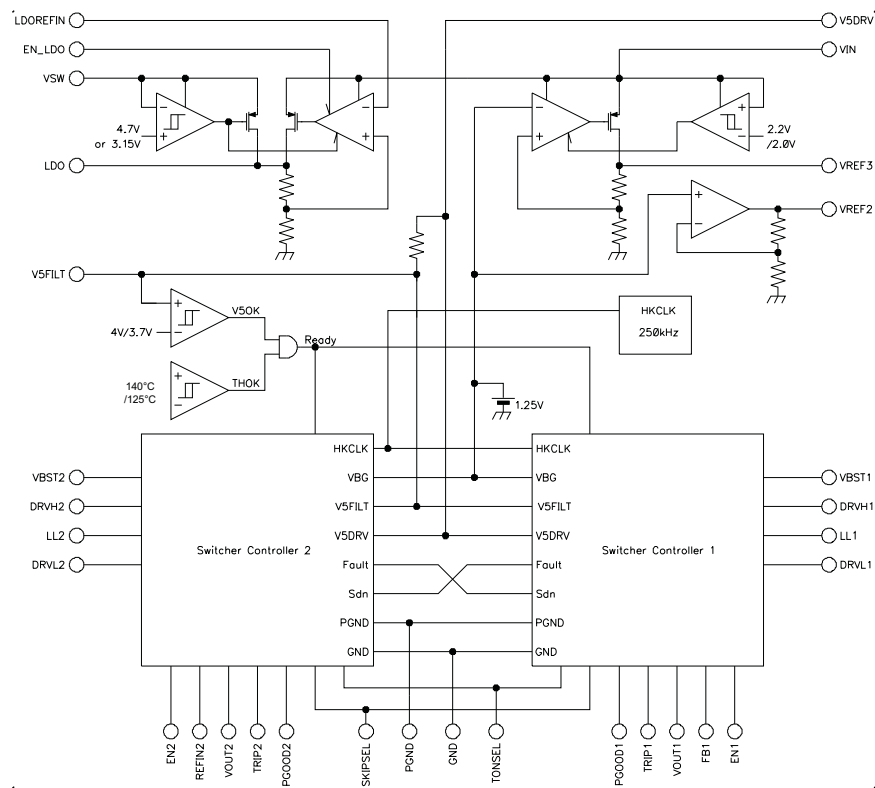 LDOREFIN
V5DRV
EN_LDO
VIN
VSW
4.7V
or 3.15V
2.2V
/2.0V
LDO
VREF3
VREF2
V5FILT
HKCLK
250kHz
V5OK
4V/3.7V
Ready
THOK
140°C
/125°C
1.25V
HKCLK
HKCLK
VBST2
VBG
VBG
VBST1
DRVH2
V5FILT
V5FILT
DRVH1
LL2
V5DRV
V5DRV
LL1
Switcher Controller 2
Switcher Controller 1
DRVL2
Fault
Fault
DRVL1
Sdn
Sdn
PGND
PGND
GND
GND
EN2
REFIN2
VOUT2
TRIP2
PGOOD2
SKIPSEL
PGND
GND
TONSEL
PGOOD1
TRIP1
VOUT1
FB1
EN1